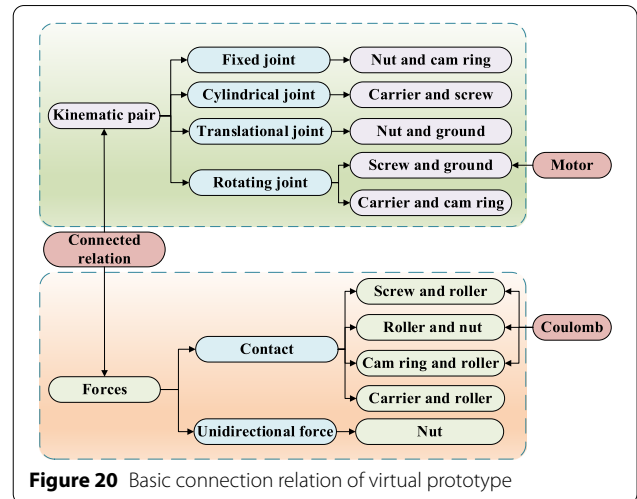 Fixed joint
Nut and cam ring
Kinematic pair
Cylindrical joint
Carrier and screw
Translational joint
Nut and ground
Rotating joint
Screw and ground
Motor
Carrier and cam ring
Connected
relation
Screw and roller
Contact
Roller and nut
Coulomb
Cam ring and roller
Forces
Carrier and roller
Unidirectional force
Nut
Figure 20 Basic connection relation of virtual prototype